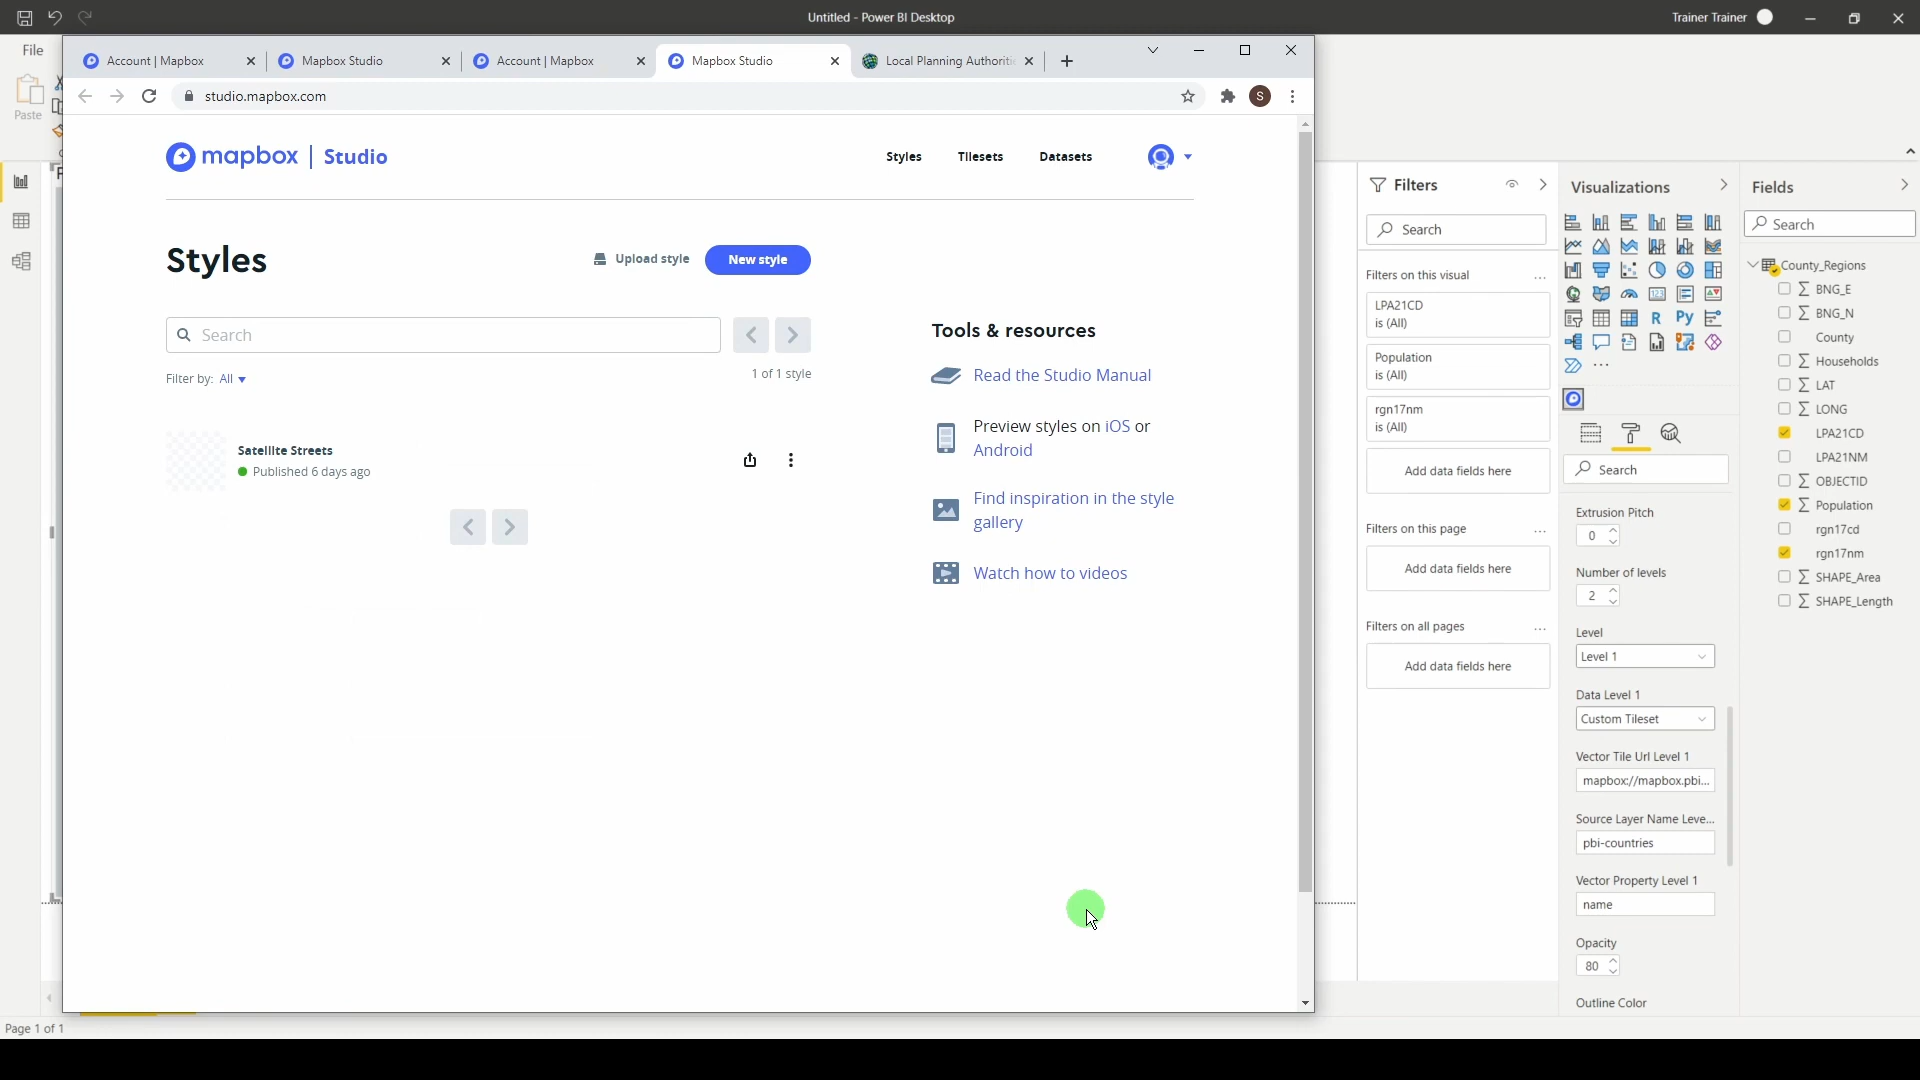 Untitled - Power BI Desktop
Trainer Trainer
File
Paste
Account | Mapbox
Mapbox Studio
Account | Mapbox
Mapbox Studio
Local Planning Authoritie
studio.mapbox.com
S
mapbox | Studio
Styles
Tilesets
Datasets
Styles
Upload style
New style
Search
Filter by: All
1 of 1 style
Satellite Streets
Published 6 days ago
Tools & resources
Read the Studio Manual
Preview styles on iOS or
Android
Find inspiration in the style
gallery
Watch how to videos
Filters
Search
Filters on this visual
LPA21CD
is (All)
Population
is (All)
rgn17nm
is (All)
Add data fields here
Filters on this page
Add data fields here
Filters on all pages
Add data fields here
Visualizations
R
Py
Search
Extrusion Pitch
0
Number of levels
2
Level
Level 1
Data Level 1
Custom Tileset
Vector Tile Url Level 1
mapbox://mapbox.pbi...
Source Layer Name Leve...
pbi-countries
Vector Property Level 1
name
Opacity
80
Outline Color
Fields
Search
County_Regions
BNG_E
BNG_N
County
Households
LAT
LONG
LPA21CD
LPA21NM
OBJECTID
Population
rgn17cd
rgn17nm
SHAPE_Area
SHAPE_Length
Page 1 of 1